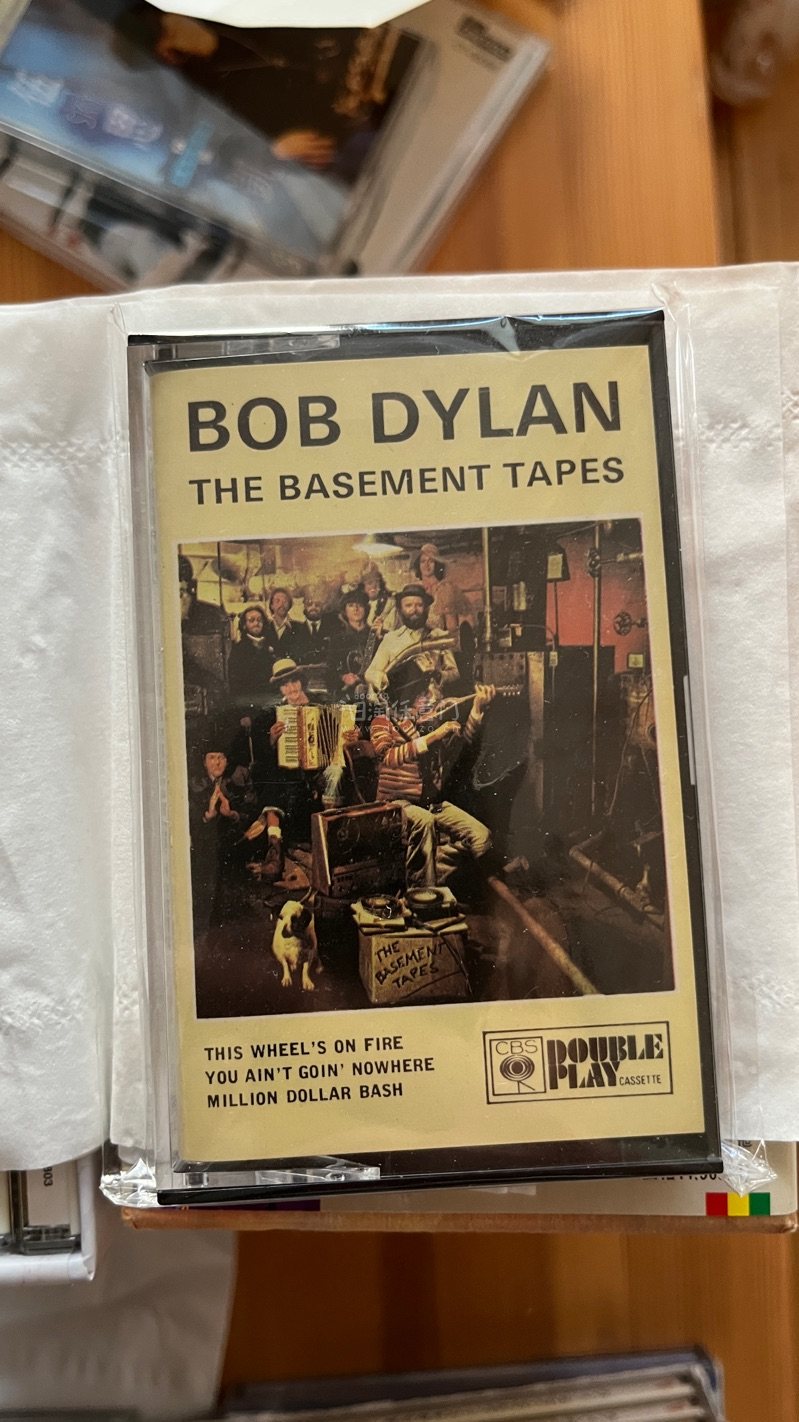 BOB DYLAN
THE BASEMENT TAPES
THE
BASEMENT
TAPES
THIS WHEEL'S ON FIRE
YOU AIN'T GOIN' NOWHERE
MILLION DOLLAR BASH
CBS
DOUBLE
PLAY CASSETTE